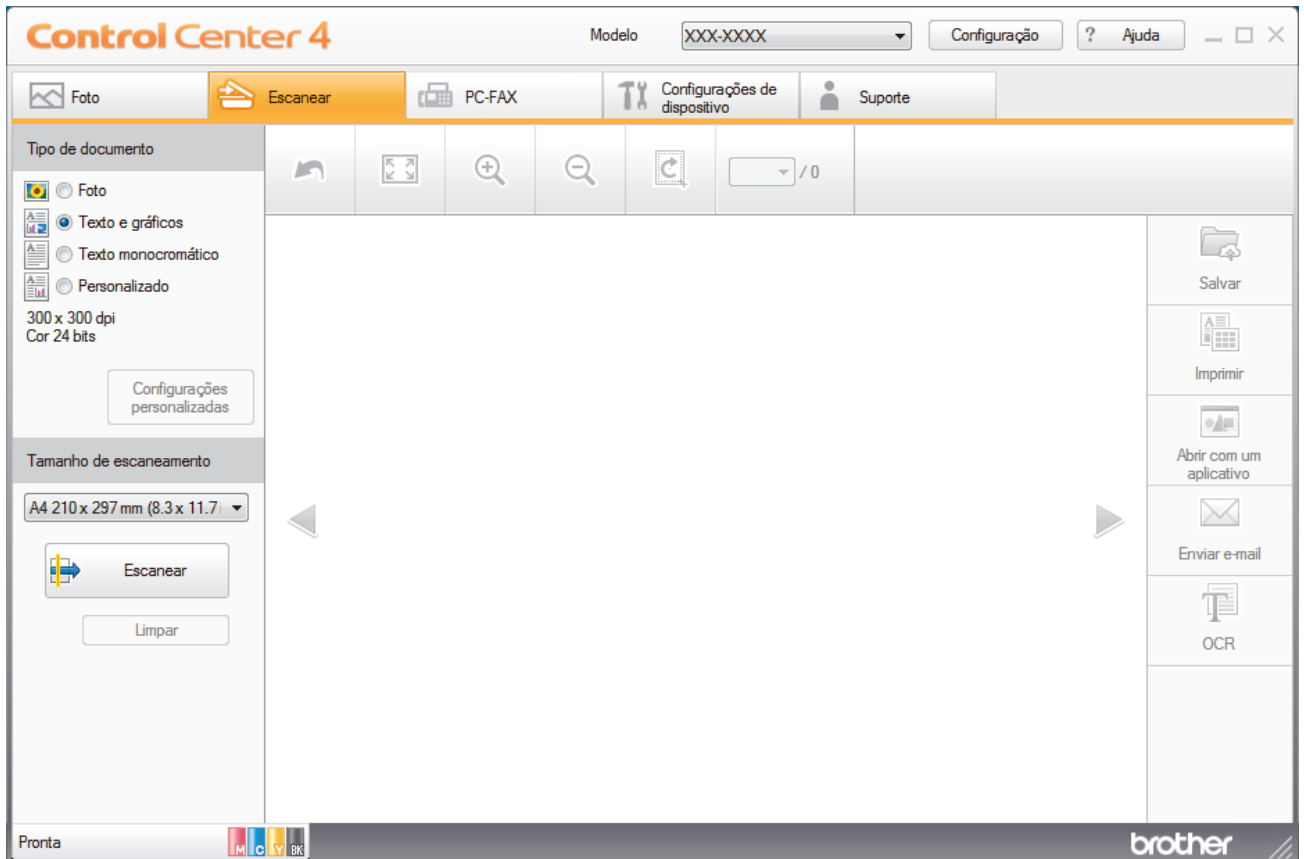 Control Center 4
Modelo
XXX-XXXX
Configuração
? Ajuda
Foto
Escanear
PC-FAX
Configurações de
dispositivo
Suporte
Tipo de documento
/ 0
Foto
Texto e gráficos
Texto monocromático
Personalizado
300 x 300 dpi
Cor 24 bits
Configurações
personalizadas
Tamanho de escaneamento
A4 210 x 297 mm (8.3 x 11.7
Escanear
Limpar
Salvar
Imprimir
Abrir com um
aplicativo
Enviar e-mail
OCR
Pronta
M C Y BK
brother